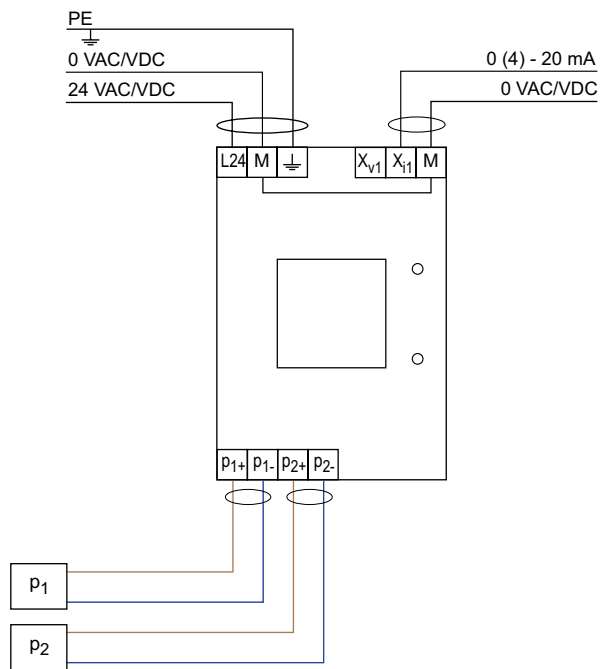 PE
0 VAC/VDC
24 VAC/VDC
0 (4) - 20 mA
0 VAC/VDC
L24 M
Xv1 Xi1 M
p1+ p1- p2+ p2-
p1
p2